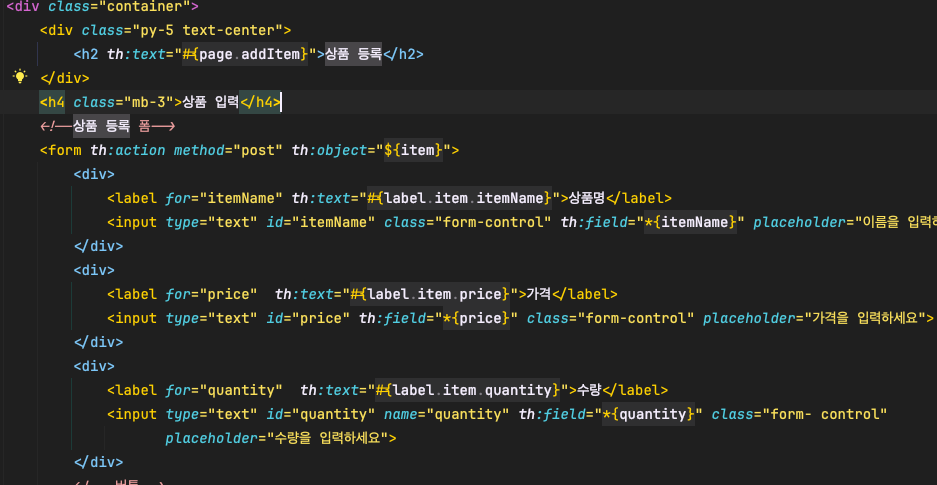 <div class="container">
<div class="py-5 text-center">
<h2 th:text="#{page.addItem}">상품 등록</h2>
</div>
<h4 class="mb-3">상품 입력</h4>
<!--상품 등록 폼-->
<form th:action method="post" th:object="${item}">
<div>
<label for="itemName" th:text="#{label.item.itemName}">상품명</label>
<input type="text" id="itemName" class="form-control" th:field="*{itemName}" placeholder="이름을 입력하
</div>
<div>
<label for="price"  th:text="#{label.item.price}">가격</label>
<input type="text" id="price" th:field="*{price}" class="form-control" placeholder="가격을 입력하세요">
</div>
<div>
<label for="quantity"  th:text="#{label.item.quantity}">수량</label>
<input type="text" id="quantity" name="quantity" th:field="*{quantity}" class="form- control"
placeholder="수량을 입력하세요">
</div>